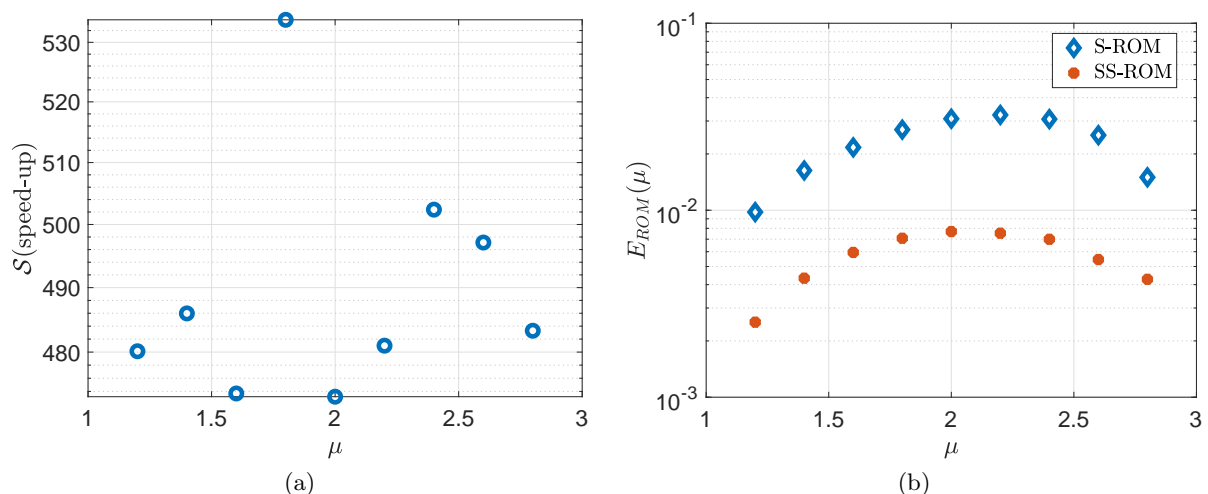 530
520
510
500
490
480
𝒮(speed-up)
1
1.5
2
2.5
3
μ
(a)
10⁻¹
10⁻²
10⁻³
E_ROM(μ)
S-ROM
SS-ROM
1
1.5
2
2.5
3
μ
(b)